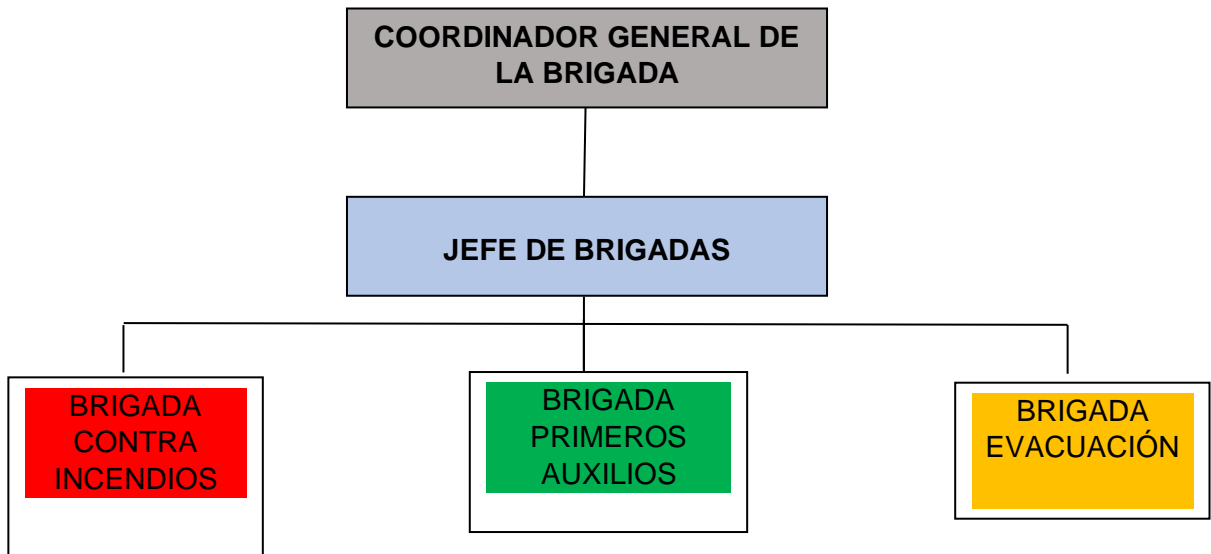 COORDINADOR GENERAL DE
LA BRIGADA
JEFE DE BRIGADAS
BRIGADA
CONTRA
INCENDIOS
BRIGADA
PRIMEROS
AUXILIOS
BRIGADA
EVACUACIÓN